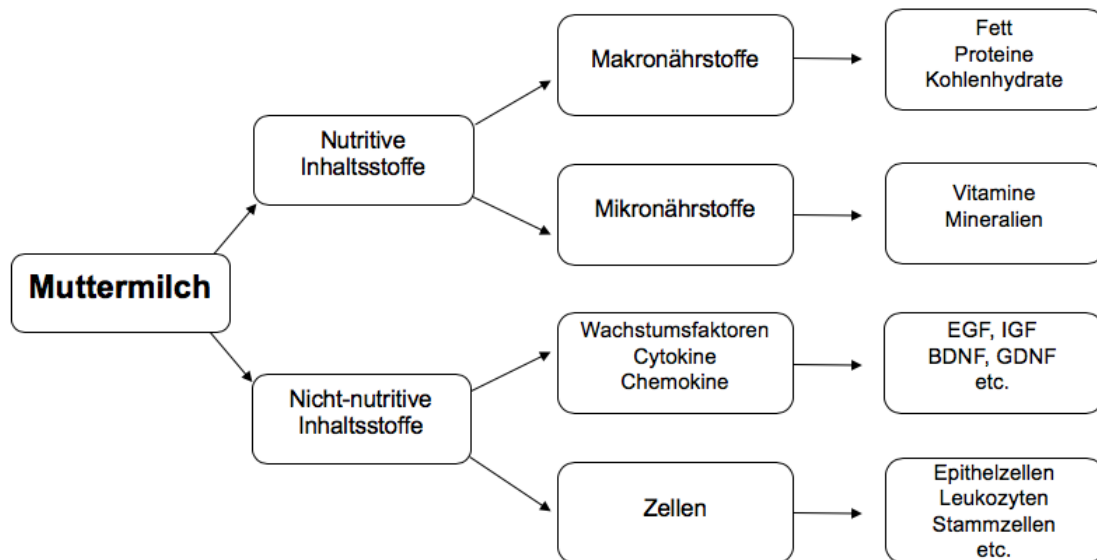 Muttermilch
Nutritive
Inhaltsstoffe
Makronährstoffe
Fett
Proteine
Kohlenhydrate
Mikronährstoffe
Vitamine
Mineralien
Nicht-nutritive
Inhaltsstoffe
Wachstumsfaktoren
Cytokine
Chemokine
EGF, IGF
BDNF, GDNF
etc.
Zellen
Epithelzellen
Leukozyten
Stammzellen
etc.